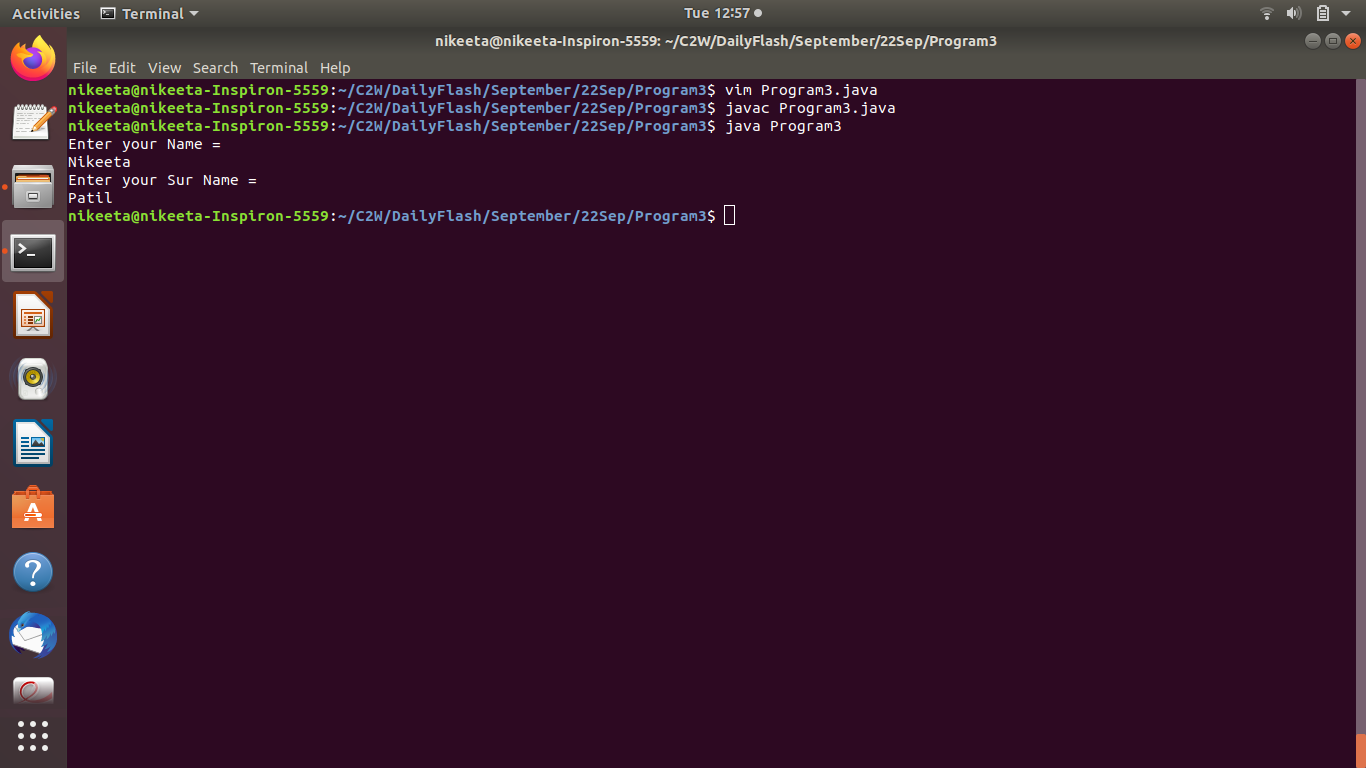 Activities Terminal Tue 12:57
nikeeta@nikeeta-Inspiron-5559: ~/C2W/DailyFlash/September/22Sep/Program3
File Edit View Search Terminal Help
nikeeta@nikeeta-Inspiron-5559:~/C2W/DailyFlash/September/22Sep/Program3$ vim Program3.java
nikeeta@nikeeta-Inspiron-5559:~/C2W/DailyFlash/September/22Sep/Program3$ javac Program3.java
nikeeta@nikeeta-Inspiron-5559:~/C2W/DailyFlash/September/22Sep/Program3$ java Program3
Enter your Name =
Nikeeta
Enter your Sur Name =
Patil
nikeeta@nikeeta-Inspiron-5559:~/C2W/DailyFlash/September/22Sep/Program3$